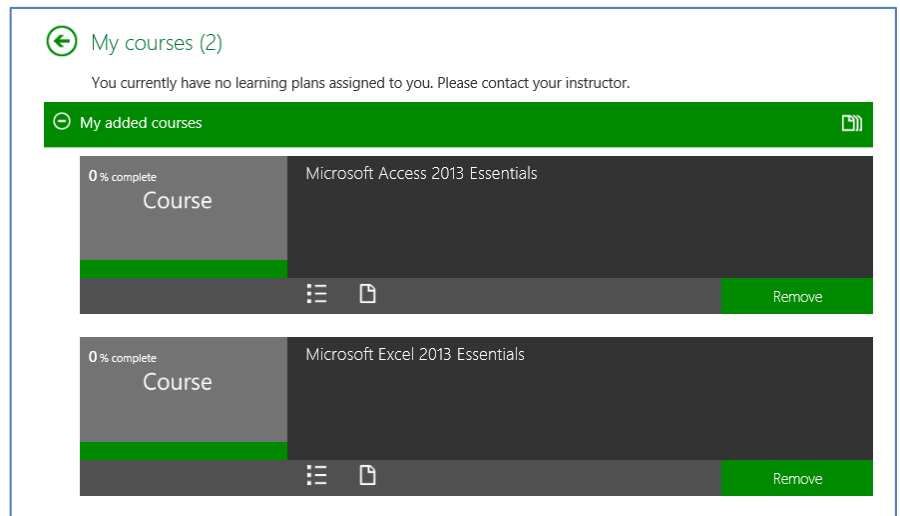 My courses (2)
You currently have no learning plans assigned to you. Please contact your instructor.
My added courses
0 % complete
Course
Microsoft Access 2013 Essentials
Remove
0 % complete
Course
Microsoft Excel 2013 Essentials
Remove